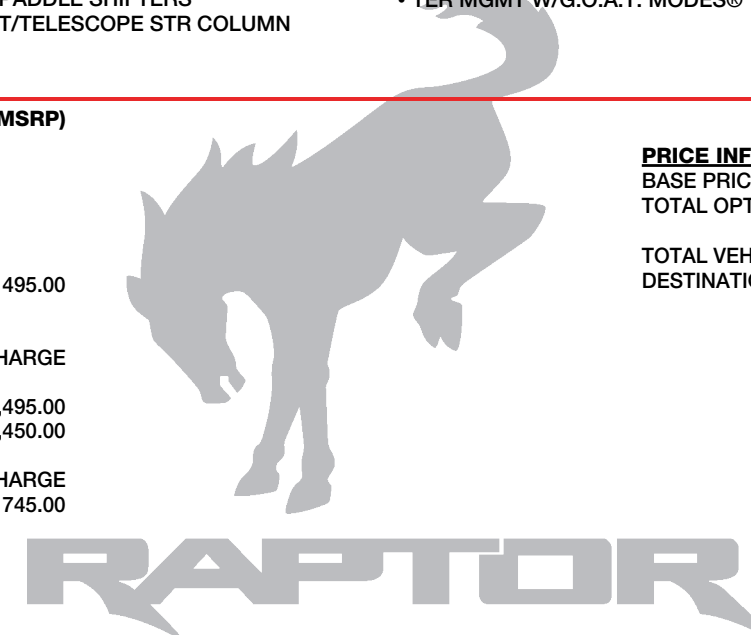 PADDLE SHIFTERS
T/TELESCOPE STR COLUMN
• TER MGMT W/G.O.A.T. MODES®
MSRP)
495.00
HARGE
,495.00
,450.00
HARGE
745.00
PRICE INF
BASE PRIC
TOTAL OPT
TOTAL VEH
DESTINATIO
RAPTOR